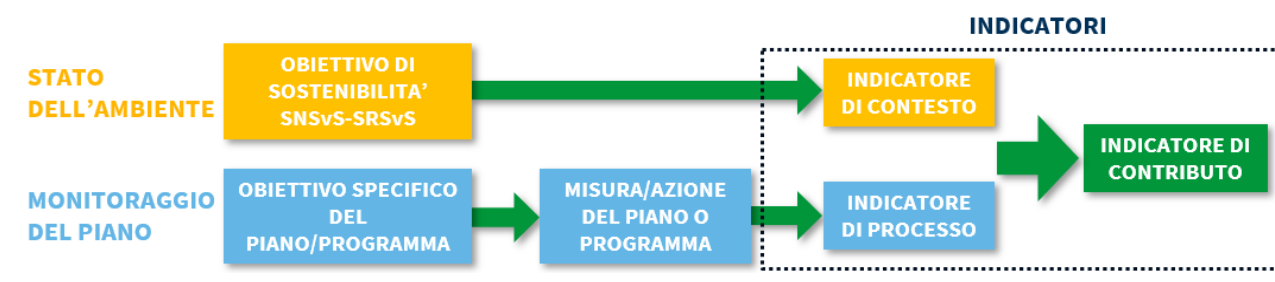 INDICATORI
STATO
DELL'AMBIENTE
OBIETTIVO DI
SOSTENIBILITA'
SNSvS-SRSvS
INDICATORE
DI CONTESTO
MONITORAGGIO
DEL PIANO
OBIETTIVO SPECIFICO
DEL
PIANO/PROGRAMMA
MISURA/AZIONE
DEL PIANO O
PROGRAMMA
INDICATORE
DI PROCESSO
INDICATORE DI
CONTRIBUTO